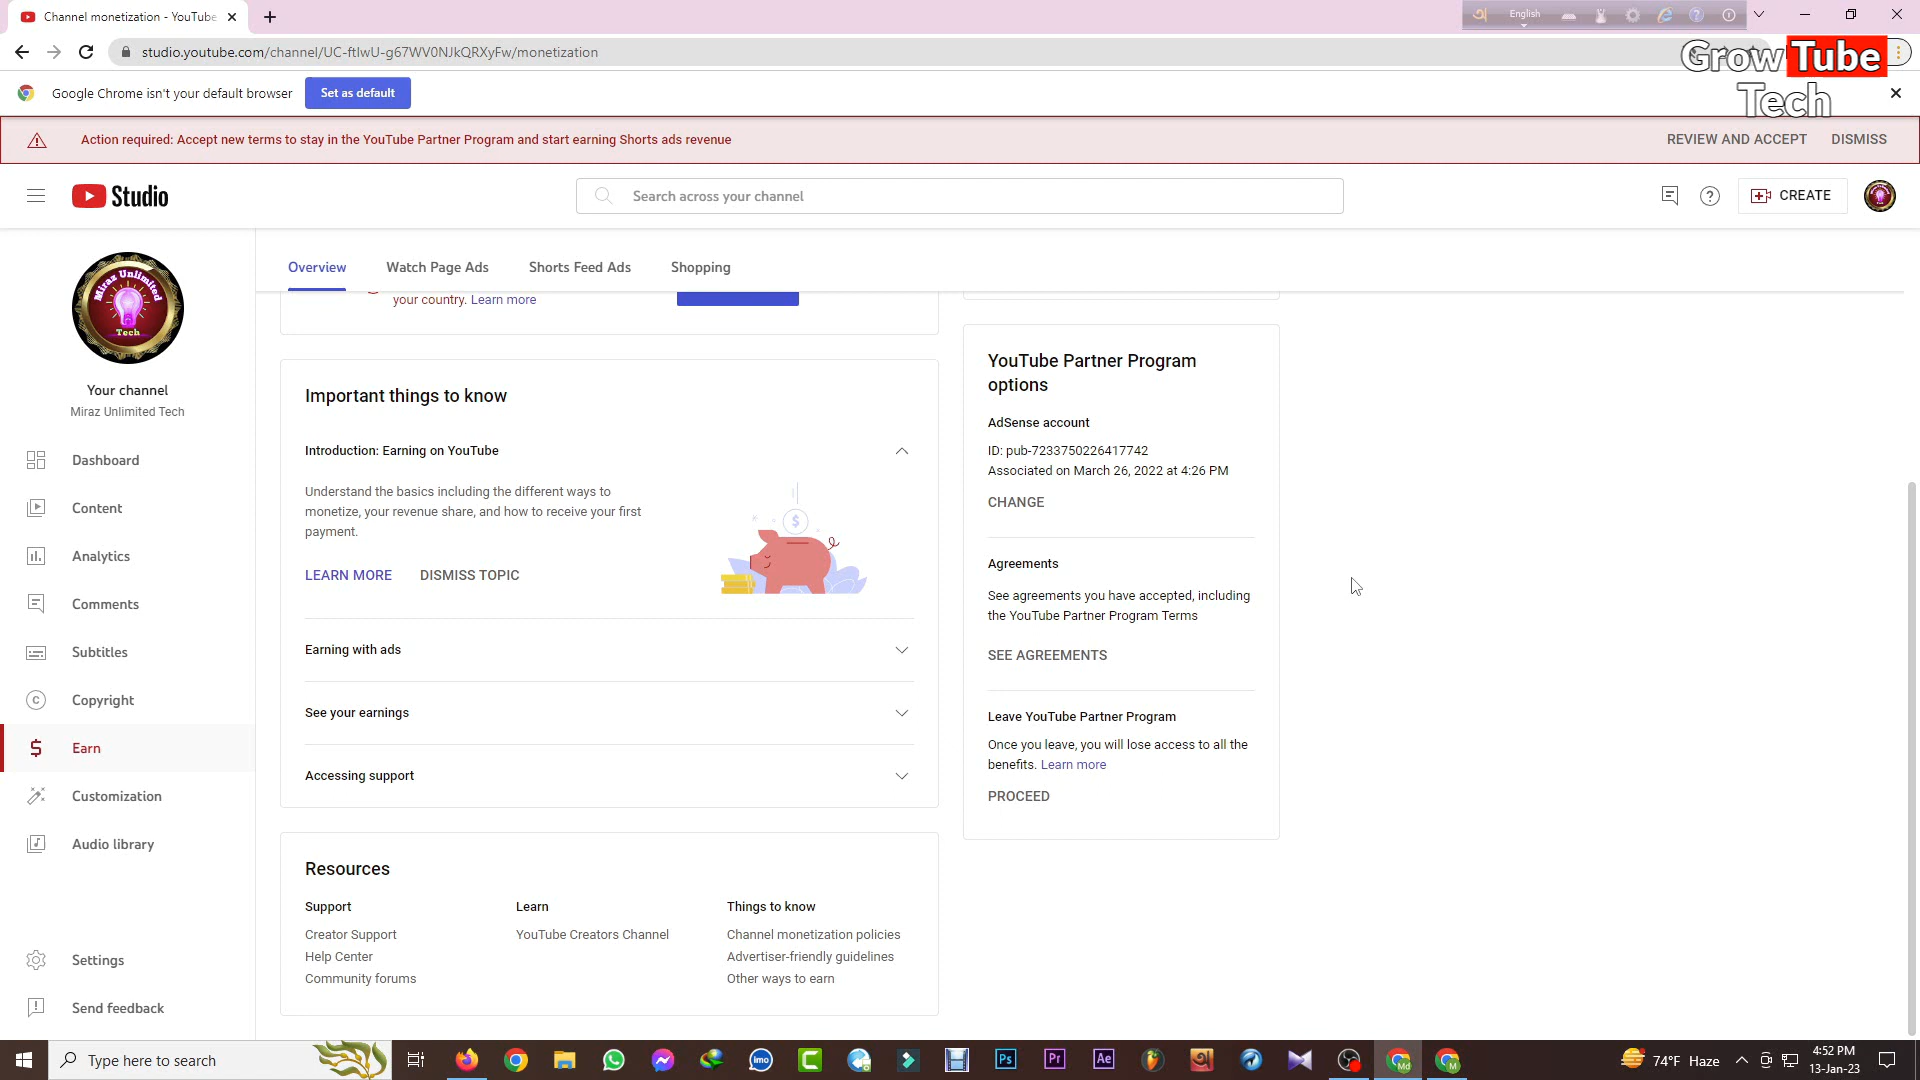 Channel monetization - YouTube
English
studio.youtube.com/channel/UC-ftIwU-g67WV0NJkQRXyFw/monetization
Grow Tube
Tech
Google Chrome isn't your default browser
Set as default
Action required: Accept new terms to stay in the YouTube Partner Program and start earning Shorts ads revenue
REVIEW AND ACCEPT
DISMISS
Studio
Search across your channel
CREATE
Miraz Unlimited
Tech
Your channel
Miraz Unlimited Tech
Dashboard
Content
Analytics
Comments
Subtitles
Copyright
Earn
Customization
Audio library
Settings
Send feedback
Overview
Watch Page Ads
Shorts Feed Ads
Shopping
your country. Learn more
Important things to know
Introduction: Earning on YouTube
Understand the basics including the different ways to
monetize, your revenue share, and how to receive your first
payment.
LEARN MORE
DISMISS TOPIC
Earning with ads
See your earnings
Accessing support
Resources
Support
Creator Support
Help Center
Community forums
Learn
YouTube Creators Channel
Things to know
Channel monetization policies
Advertiser-friendly guidelines
Other ways to earn
YouTube Partner Program
options
AdSense account
ID: pub-7233750226417742
Associated on March 26, 2022 at 4:26 PM
CHANGE
Agreements
See agreements you have accepted, including
the YouTube Partner Program Terms
SEE AGREEMENTS
Leave YouTube Partner Program
Once you leave, you will lose access to all the
benefits. Learn more
PROCEED
Type here to search
imo
Ps
Pr
Ae
Md
M
74°F Haze
4:52 PM
13-Jan-23